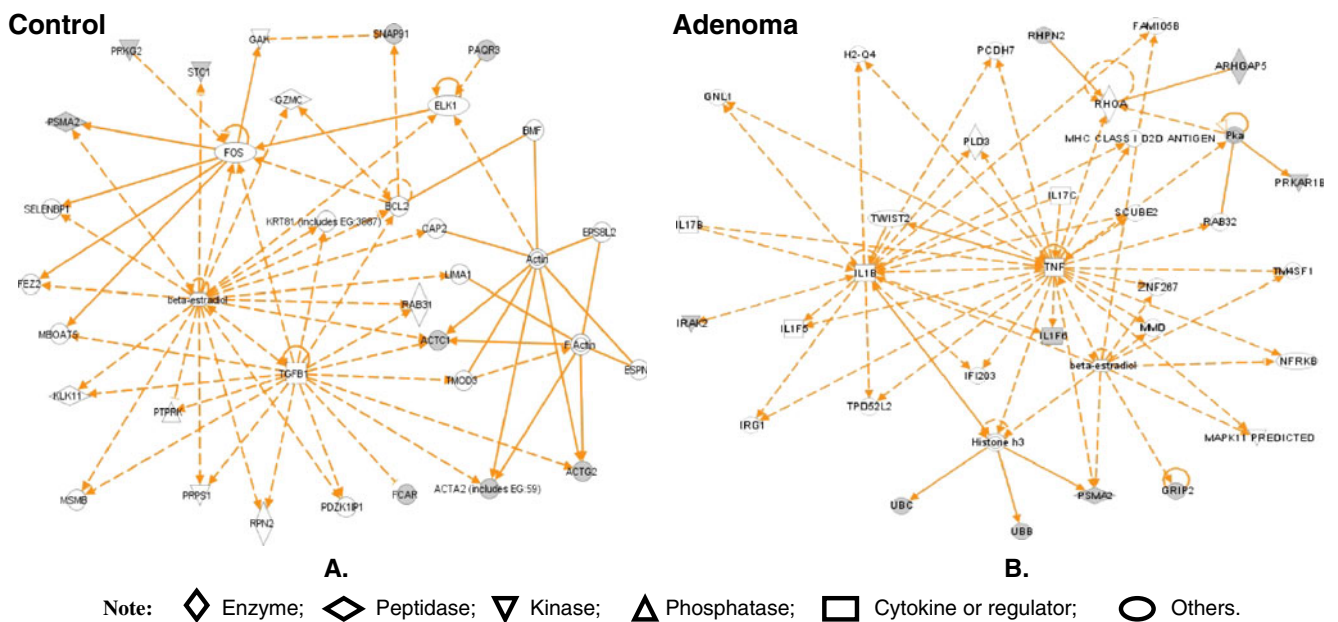 Control
Adenoma
SNAP91
GAK
PRKG2
PAQR3
STC1
GZMC
ELK1
PSMA2
BMF
FOS
SELENBP1
BCL2
KRT81 (includes EG:3887)
CAP2
EPS8L2
Actin
LIMA1
FEZ2
beta-estradiol
RAB31
MBOAT5
ACTC1
F Actin
TGFB1
TMOD3
ESPN
KLK11
PTPRK
ACTG2
MSMB
PRPS1
PDZK1IP1
FCAR
ACTA2 (includes EG:59)
RPN2
A.
FAM105B
RHPN2
H2-Q4
PCDH7
ARHGAP5
GNL1
RHOA
PLD3
MHC CLASS I D2D ANTIGEN
Pka
PRKAR1B
IL17C
IL17B
TWIST2
SCUBE2
RAB32
IL1B
TNF
TM4SF1
ZNF267
IRAK2
IL1F5
IL1F6
MMD
IFI203
beta-estradiol
NFRKB
TPD52L2
IRG1
Histone h3
MAPK11 PREDICTED
UBC
PSMA2
GRIP2
UBB
B.
Note: Enzyme; Peptidase; Kinase; Phosphatase; Cytokine or regulator; Others.